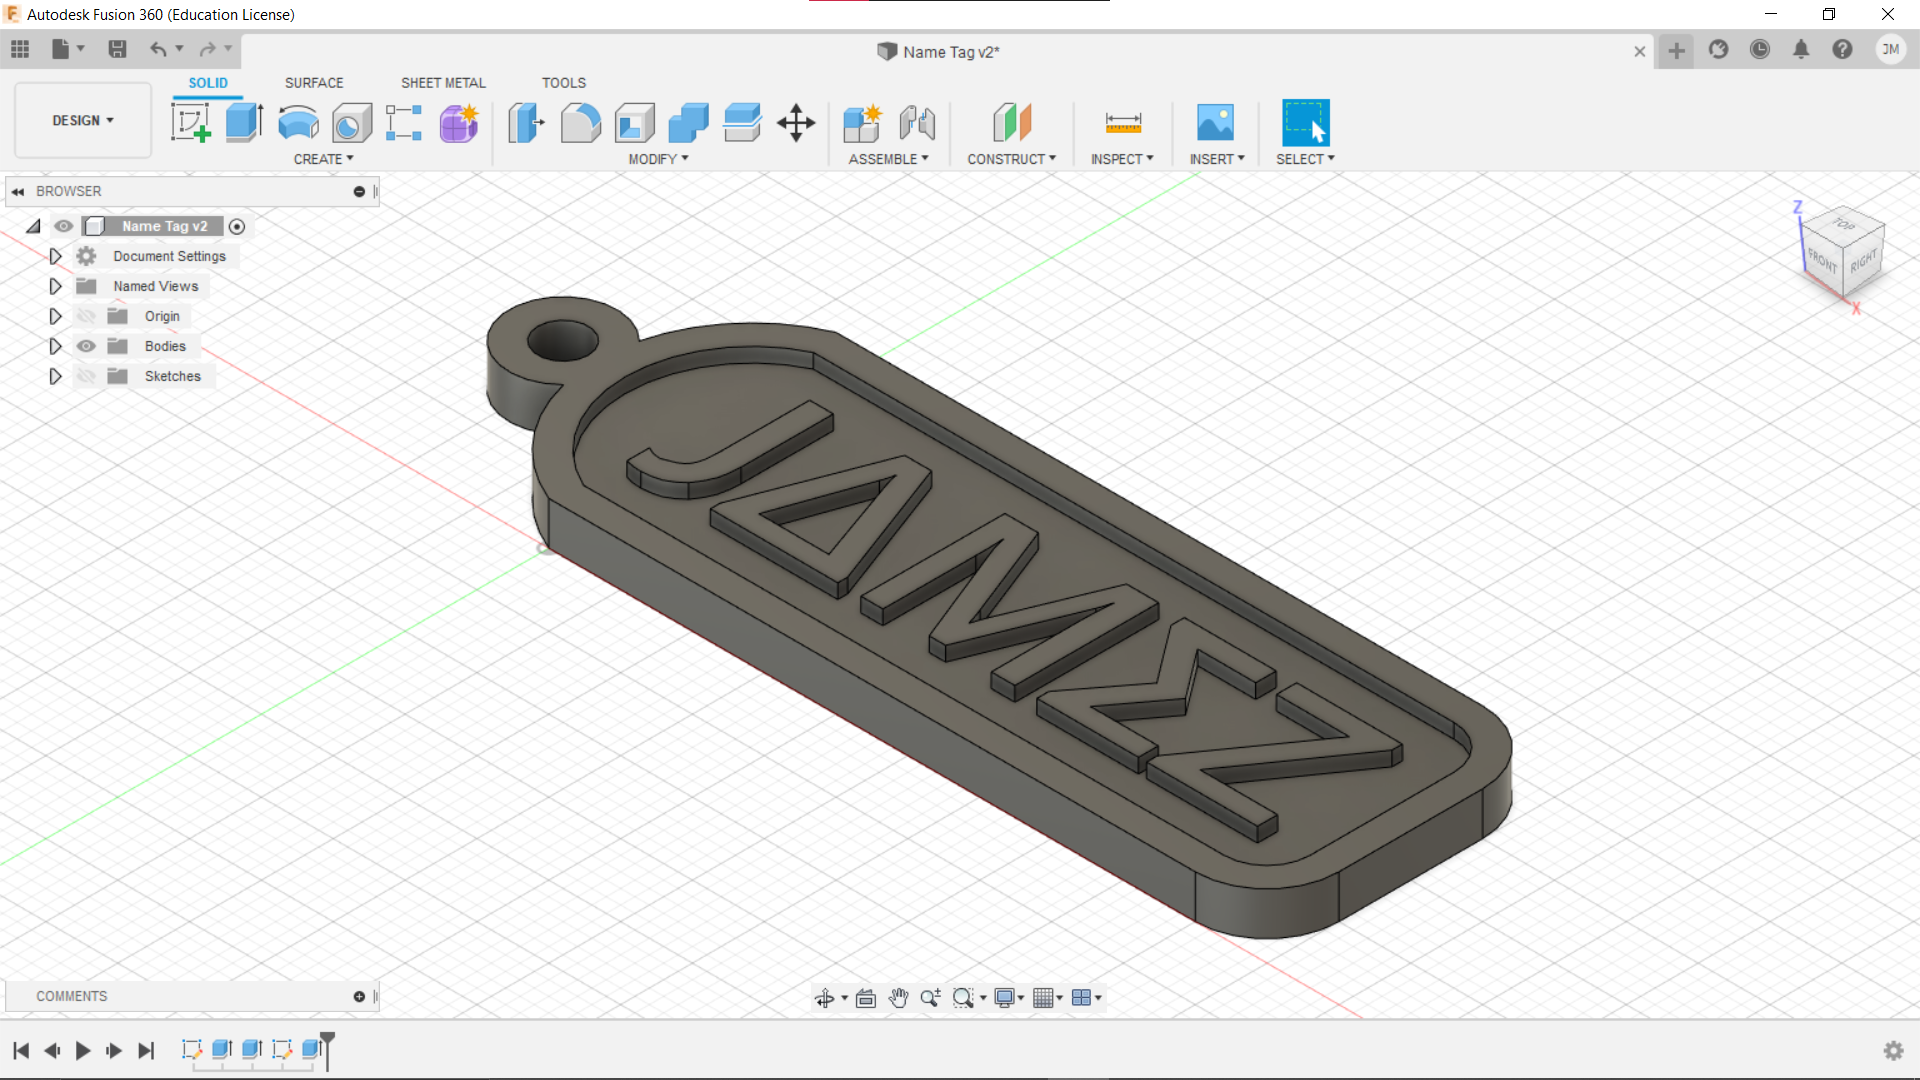 Autodesk Fusion 360 (Education License)
Name Tag v2*
JM
SOLID SURFACE SHEET METAL TOOLS
DESIGN
CREATE MODIFY ASSEMBLE CONSTRUCT INSPECT INSERT SELECT
BROWSER
Name Tag v2
Document Settings
Named Views
Origin
Bodies
Sketches
Z
TOP
FRONT RIGHT
X
JΔMΣZ
COMMENTS